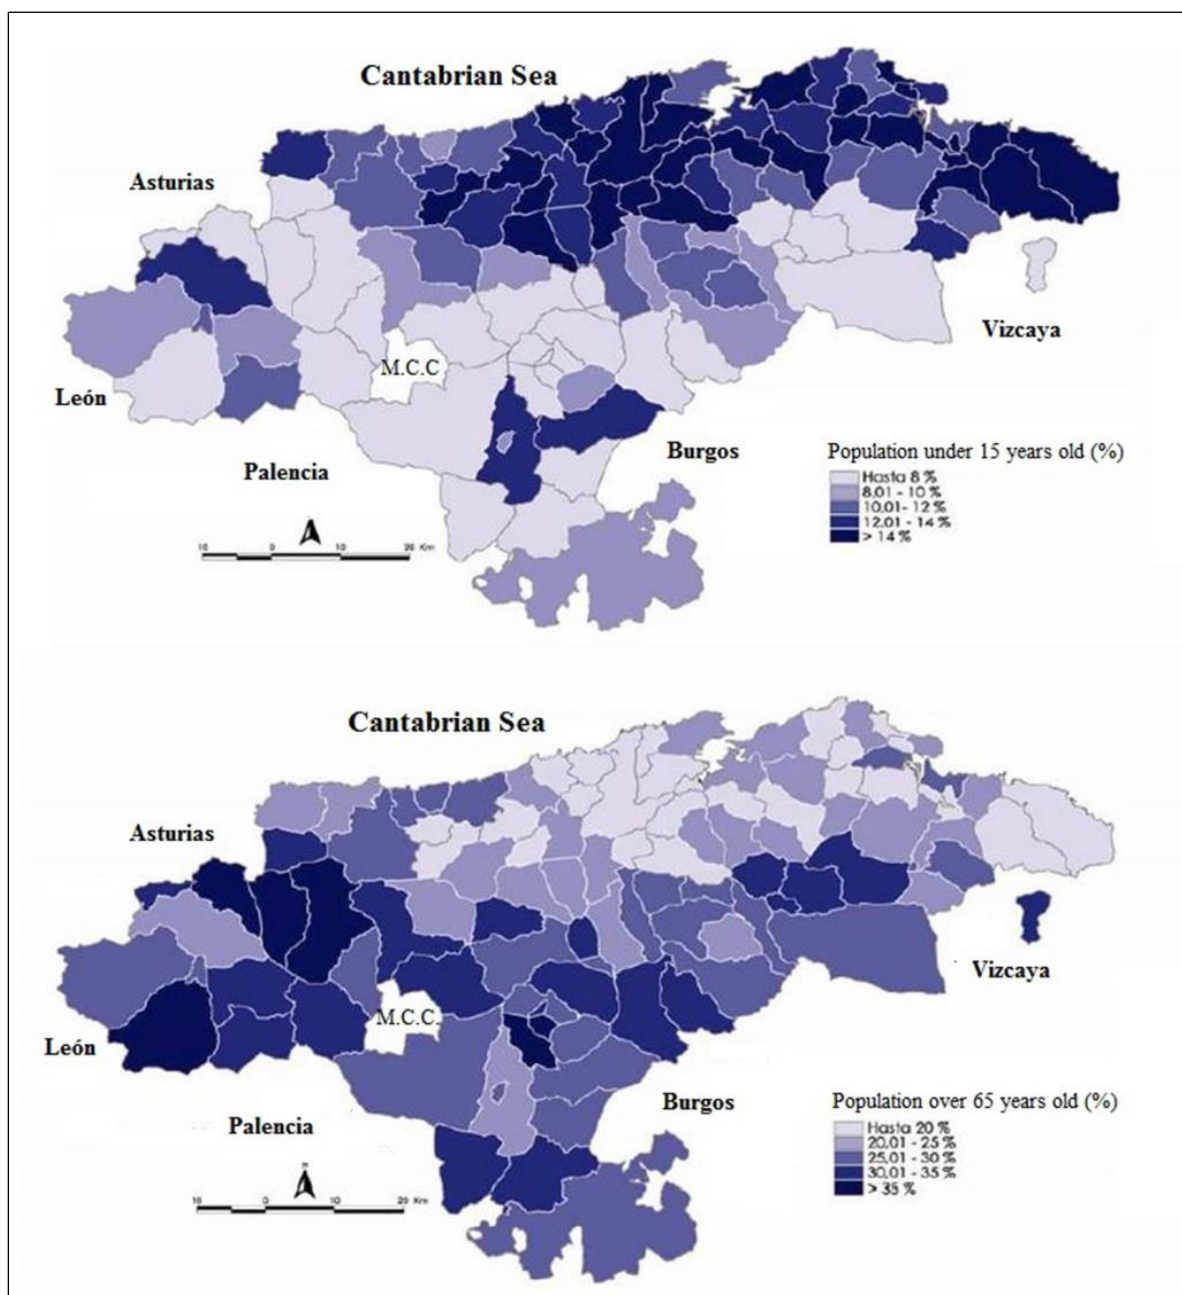 Cantabrian Sea
Asturias
Vizcaya
M.C.C
León
Burgos
Palencia
Population under 15 years old (%)
Hasta 8 %
8,01 - 10 %
10,01- 12 %
12,01 - 14 %
> 14 %
10 0 10 20 Km
Cantabrian Sea
Asturias
Vizcaya
M.C.C.
León
Burgos
Palencia
Population over 65 years old (%)
Hasta 20 %
20,01 - 25 %
25,01 - 30 %
30,01 - 35 %
> 35 %
10 0 10 20 Km